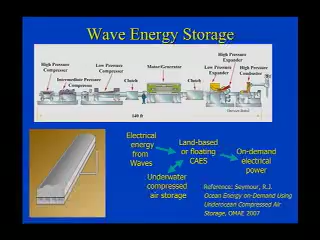 Wave Energy Storage
High Pressure
Compressor
Intermediate Pressure
Compressor
Low Pressure
Compressor
Clutch
Motor/Generator
Clutch
Low Pressure
Expander
High Pressure
Expander
High Pressure
Combustor
140 ft
Electrical
energy
from
Waves
Land-based
or floating
CAES
On-demand
electrical
power
Underwater
compressed
air storage
Reference: Seymour, R.J.
Ocean Energy on-Demand Using
Underocean Compressed Air
Storage, OMAE 2007